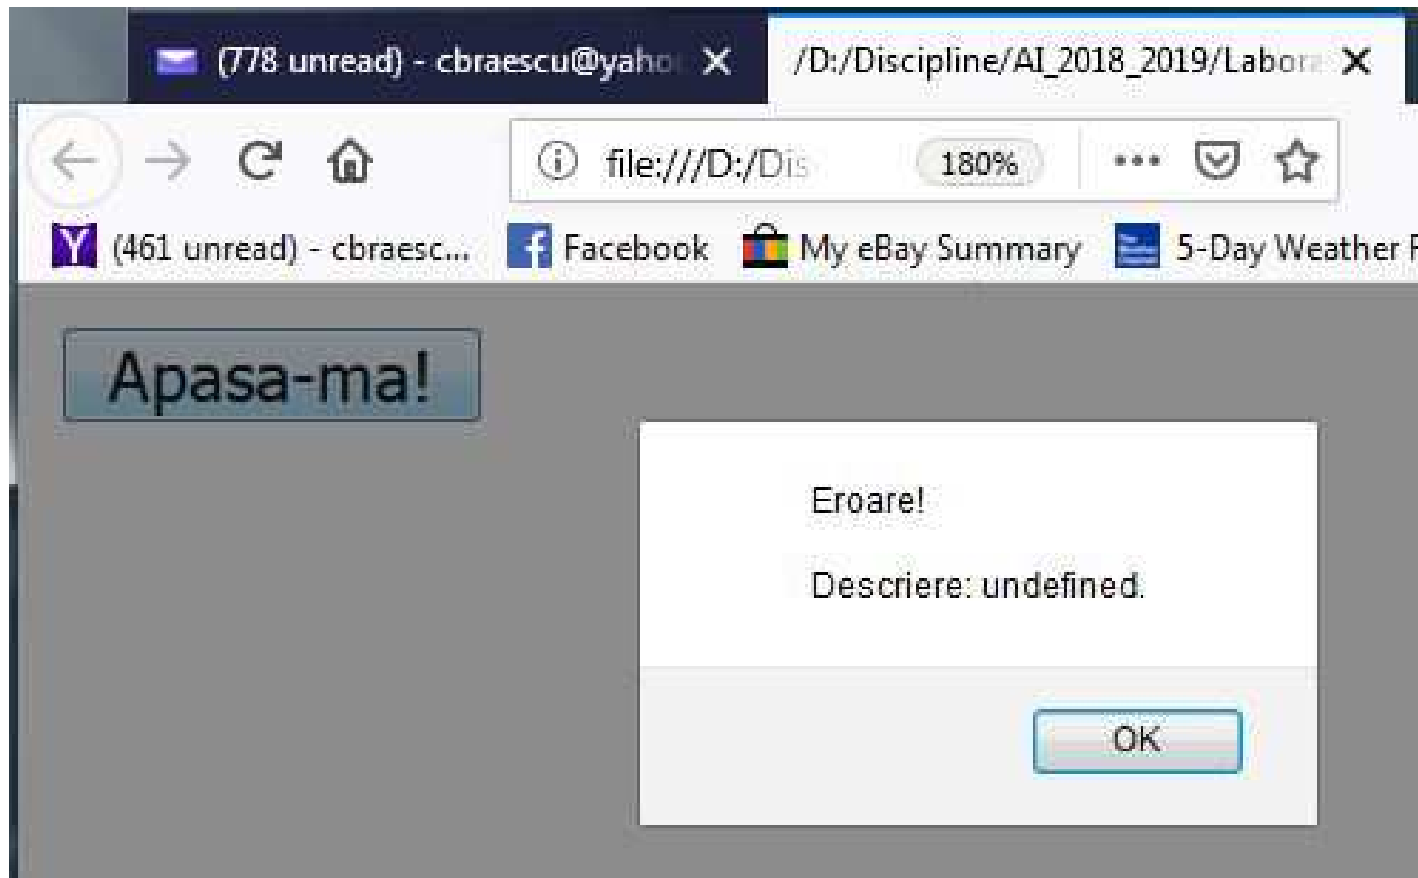 (778 unread) - cbraescu@yaho
/D:/Discipline/AI_2018_2019/Labora
file:///D:/Dis
180%
Y
(461 unread) - cbraesc...
f
Facebook
My eBay Summary
5-Day Weather F
Apasa-ma!
Eroare!
Descriere: undefined.
OK